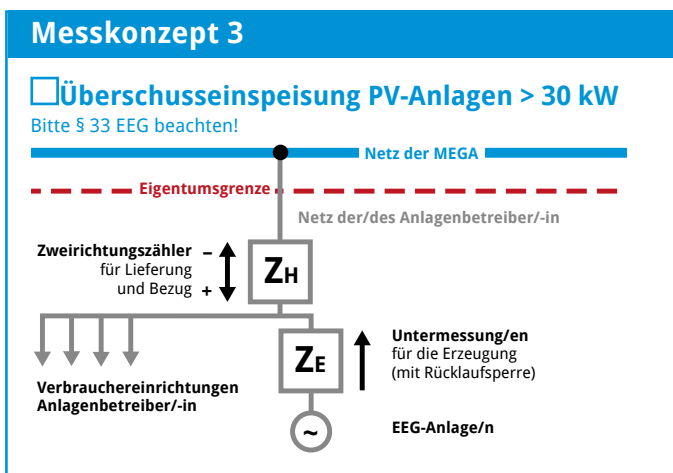 Messkonzept 3
Überschusseinspeisung PV-Anlagen > 30 kW
Bitte § 33 EEG beachten!
Netz der MEGA
Eigentumsgrenze
Netz der/des Anlagenbetreiber/-in
Zweirichtungszähler –
für Lieferung
und Bezug +
ZH
Untermessung/en
für die Erzeugung
(mit Rücklaufsperre)
ZE
Verbrauchereinrichtungen
Anlagenbetreiber/-in
~
EEG-Anlage/n